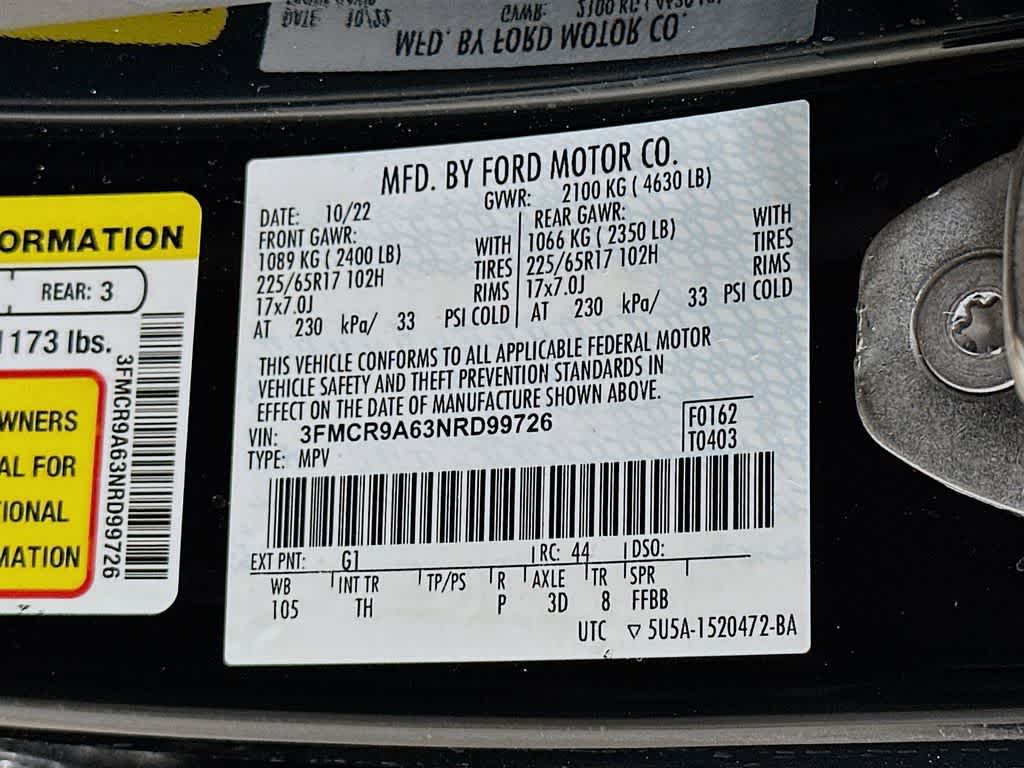 MFD. BY FORD MOTOR CO.
DATE: 10/22
GVWR: 2100 KG ( 4630 LB)
FRONT GAWR:
1089 KG ( 2400 LB) WITH
225/65R17 102H TIRES
17x7.0J RIMS
AT 230 kPa/ 33 PSI COLD
REAR GAWR: WITH
1066 KG ( 2350 LB) TIRES
225/65R17 102H RIMS
17x7.0J
AT 230 kPa/ 33 PSI COLD
THIS VEHICLE CONFORMS TO ALL APPLICABLE FEDERAL MOTOR
VEHICLE SAFETY AND THEFT PREVENTION STANDARDS IN
EFFECT ON THE DATE OF MANUFACTURE SHOWN ABOVE.
VIN: 3FMCR9A63NRD99726
TYPE: MPV
F0162
T0403
EXT PNT: G1 RC: 44 DSO:
WB INT TR TP/PS R AXLE TR SPR
105 TH P 3D 8 FFBB
UTC ▽ 5U5A-1520472-BA
ORMATION
REAR: 3
1173 lbs.
WNERS
AL FOR
IONAL
MATION
3FMCR9A63NRD99726
MFD. BY FORD MOTOR CO.
DATE 10/22